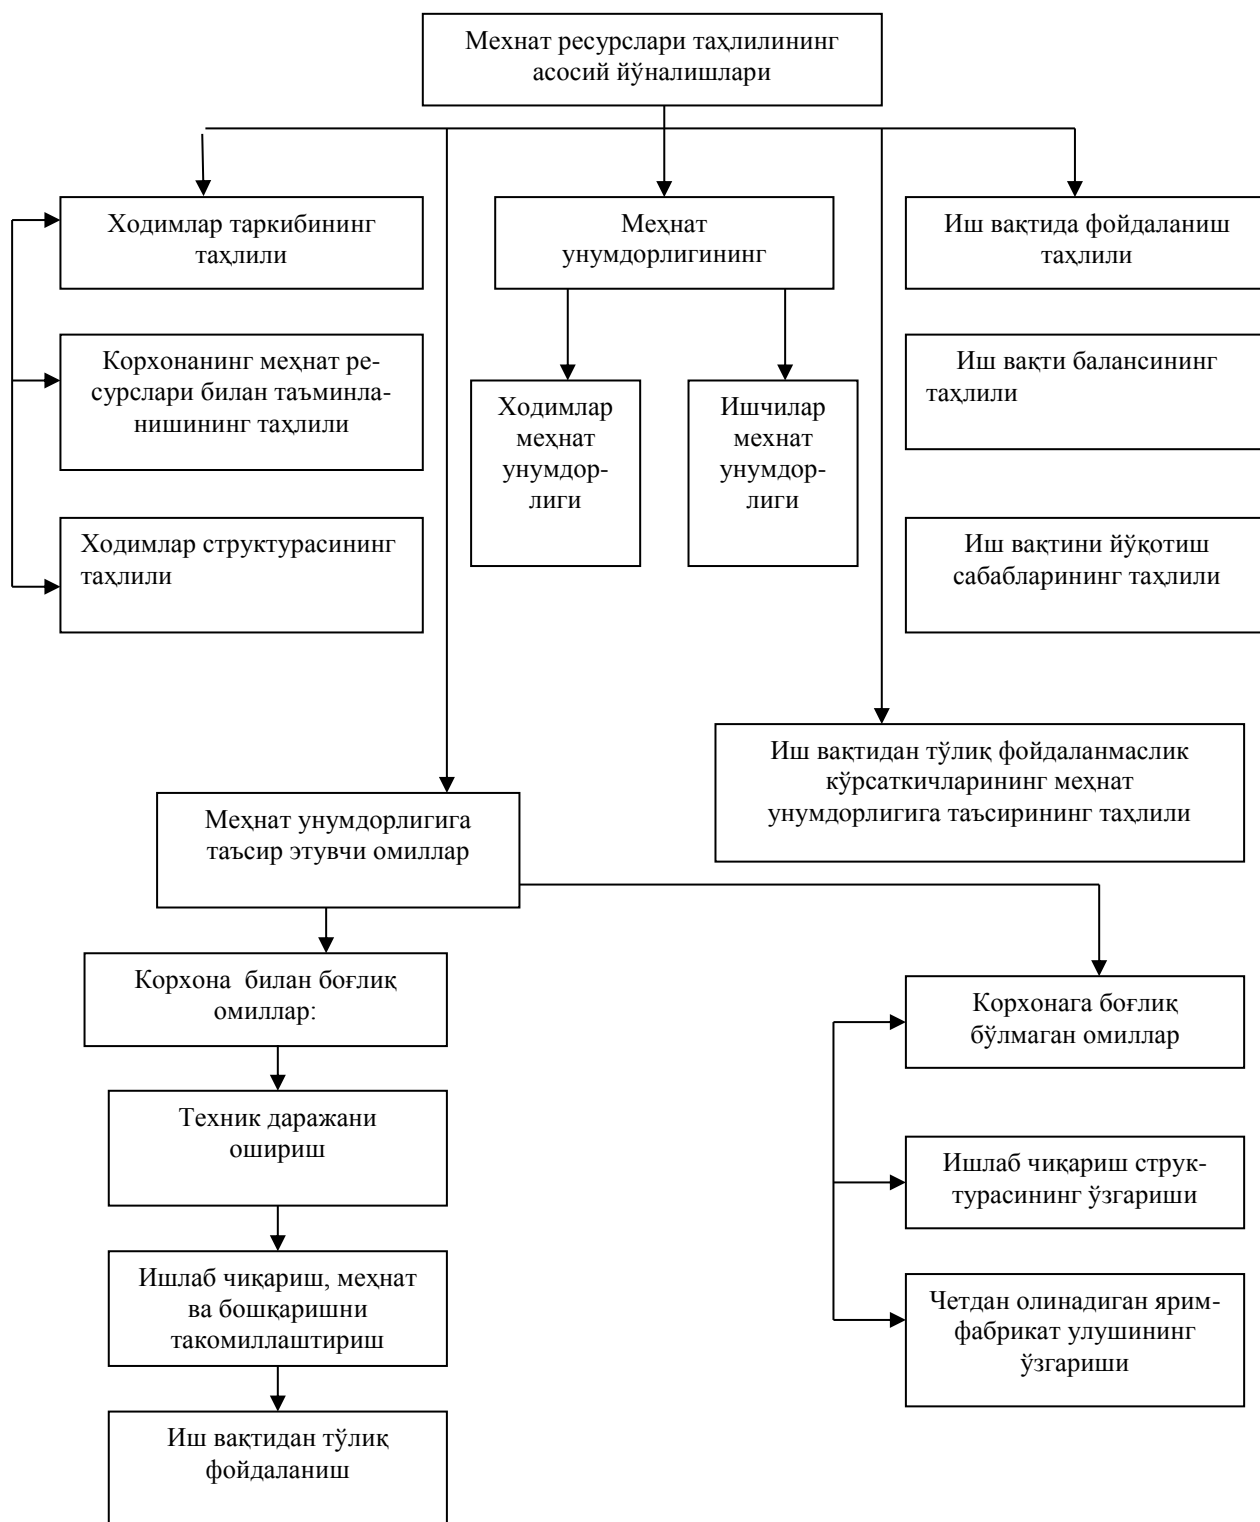 Мехнат ресурслари таҳлилининг
асосий йўналишлари
Ходимлар таркибининг
таҳлили
Меҳнат
унумдорлигининг
Иш вақтида фойдаланиш
таҳлили
Корхонанинг меҳнат ре-
сурслари билан таъминла-
нишининг таҳлили
Иш вақти балансининг
таҳлили
Ходимлар
меҳнат
унумдор-
лиги
Ишчилар
мехнат
унумдор-
лиги
Ходимлар структурасининг
таҳлили
Иш вақтини йўқотиш
сабабларининг таҳлили
Иш вақтидан тўлиқ фойдаланмаслик
кўрсаткичларининг меҳнат
унумдорлигига таъсирининг таҳлили
Меҳнат унумдорлигига
таъсир этувчи омиллар
Корхона билан боғлиқ
омиллар:
Корхонага боғлиқ
бўлмаган омиллар
Техник даражани
ошириш
Ишлаб чиқариш струк-
турасининг ўзгариши
Ишлаб чиқариш, меҳнат
ва бошқаришни
такомиллаштириш
Четдан олинадиган ярим-
фабрикат улушининг
ўзгариши
Иш вақтидан тўлиқ
фойдаланиш